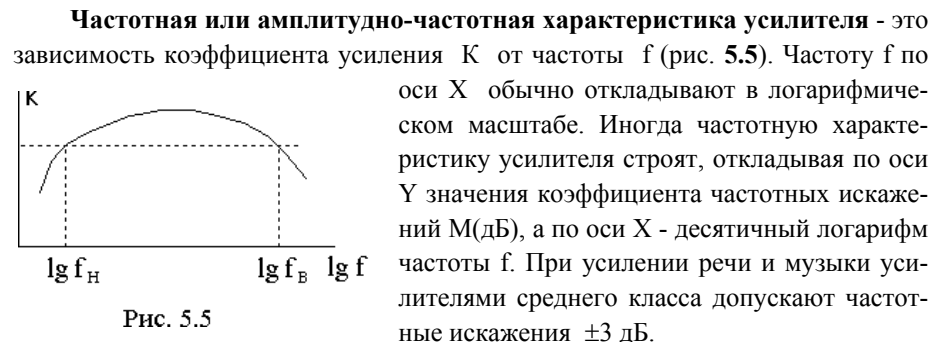 Частотная или амплитудно-частотная характеристика усилителя - это
зависимость коэффициента усиления К от частоты f (рис. 5.5). Частоту f по
оси X обычно откладывают в логарифмиче-
ском масштабе. Иногда частотную характе-
ристику усилителя строят, откладывая по оси
Y значения коэффициента частотных искаже-
ний М(дБ), а по оси X - десятичный логарифм
частоты f. При усилении речи и музыки уси-
лителями среднего класса допускают частот-
ные искажения ±3 дБ.
К
lg f Н lg f В lg f
Рис. 5.5